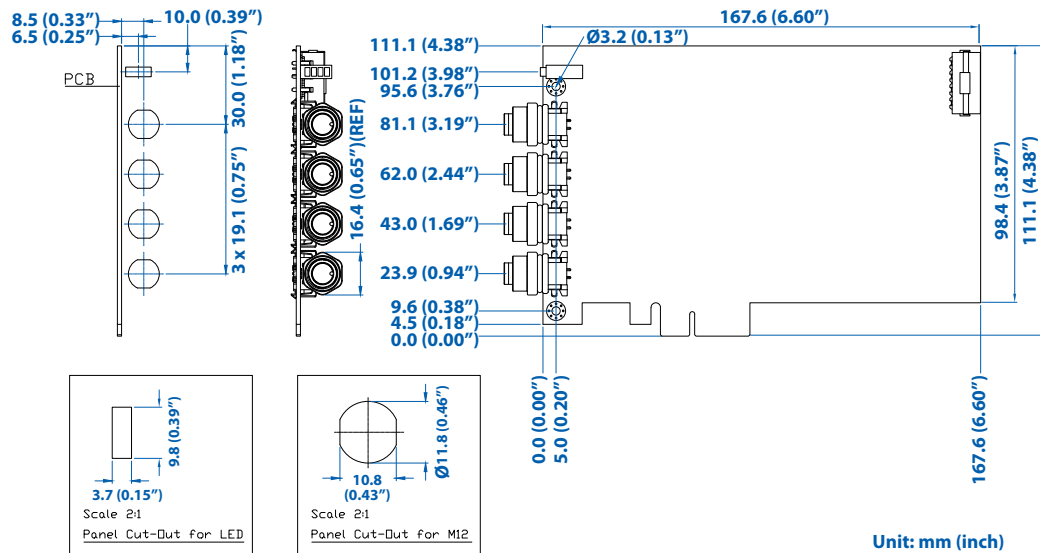 8.5 (0.33”)
10.0 (0.39”)
6.5 (0.25”)
PCB
30.0 (1.18”)
3 x 19.1 (0.75”)
16.4 (0.65”)(REF)
167.6 (6.60”)
Ø3.2 (0.13”)
111.1 (4.38”)
101.2 (3.98”)
95.6 (3.76”)
81.1 (3.19”)
62.0 (2.44”)
43.0 (1.69”)
23.9 (0.94”)
9.6 (0.38”)
4.5 (0.18”)
0.0 (0.00”)
98.4 (3.87”)
111.1 (4.38”)
0.0 (0.00”)
5.0 (0.20”)
167.6 (6.60”)
9.8 (0.39”)
3.7 (0.15”)
Scale 2:1
Panel Cut-Out for LED
Ø11.8 (0.46”)
10.8
(0.43”)
Scale 2:1
Panel Cut-Out for M12
Unit: mm (inch)